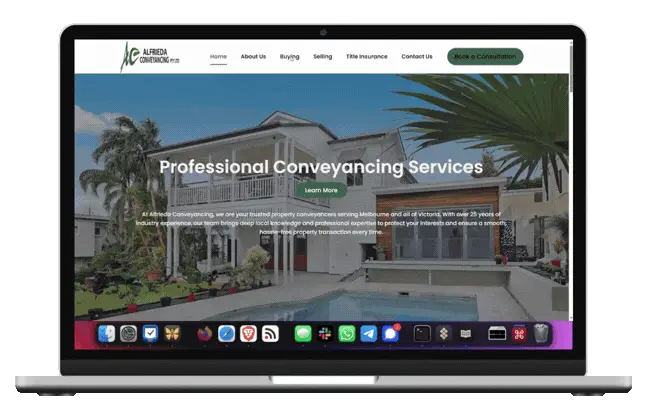 ALFRIEDA
CONVEYANCING PTY LTD
Home About Us Buying Selling Title Insurance Contact Us Book a Consultation
Professional Conveyancing Services
Learn More
At Alfrieda Conveyancing, we are your trusted property conveyancers serving Melbourne and all of Victoria. With over 25 years of
industry experience, our team brings deep local knowledge and professional expertise to protect your interests and ensure a smooth,
hassle-free property transaction every time.